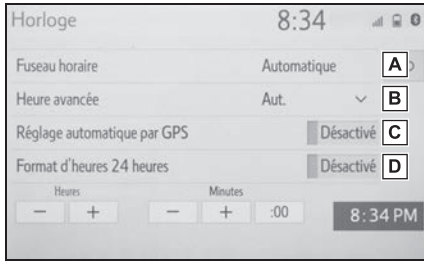 Horloge 8:34
Fuseau horaire Automatique A
Heure avancée Aut. B
Réglage automatique par GPS Désactivé C
Format d'heures 24 heures Désactivé D
Heures Minutes
− + − + :00 8:34 PM